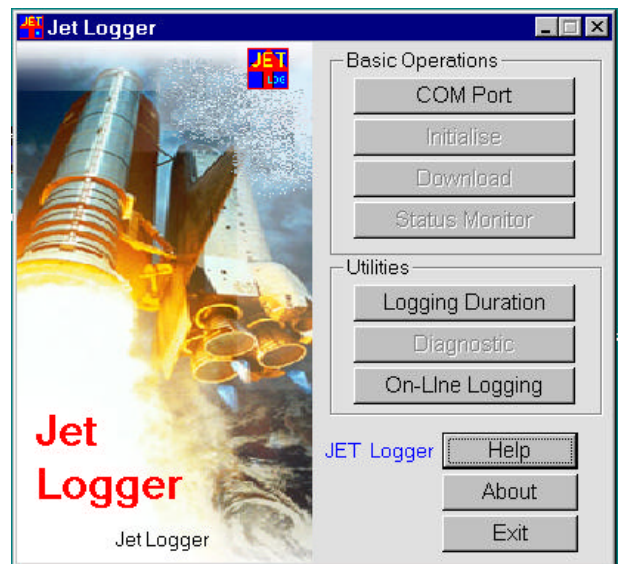 JET Jet Logger
JET
LOG
Basic Operations
COM Port
Initialise
Download
Status Monitor
Utilities
Logging Duration
Diagnostic
On-LIne Logging
Jet
Logger
Jet Logger
JET Logger
Help
About
Exit